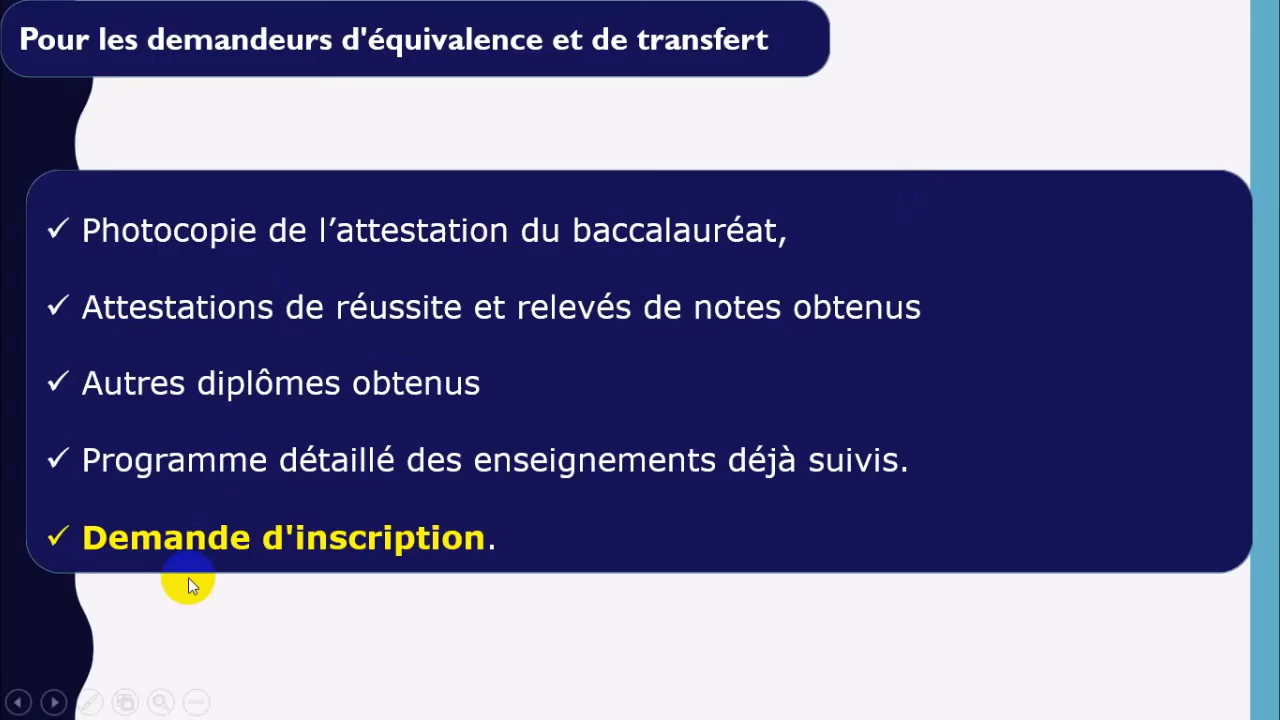 Pour les demandeurs d'équivalence et de transfert
✓ Photocopie de l’attestation du baccalauréat,
✓ Attestations de réussite et relevés de notes obtenus
✓ Autres diplômes obtenus
✓ Programme détaillé des enseignements déjà suivis.
✓ Demande d'inscription.